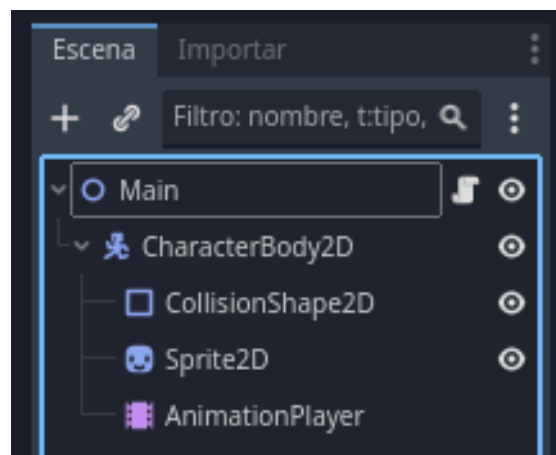 Escena Importar
Filtro: nombre, t:tipo,
Main
CharacterBody2D
CollisionShape2D
Sprite2D
AnimationPlayer